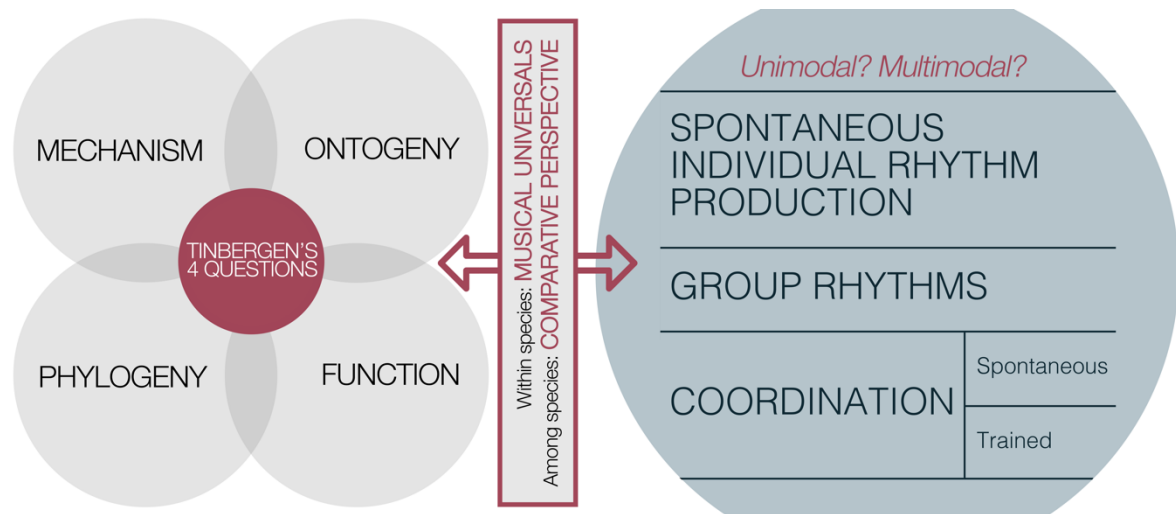 MECHANISM
ONTOGENY
TINBERGEN'S
4 QUESTIONS
PHYLOGENY
FUNCTION
Within species: MUSICAL UNIVERSALS
Among species: COMPARATIVE PERSPECTIVE
Unimodal? Multimodal?
SPONTANEOUS
INDIVIDUAL RHYTHM
PRODUCTION
GROUP RHYTHMS
COORDINATION
Spontaneous
Trained